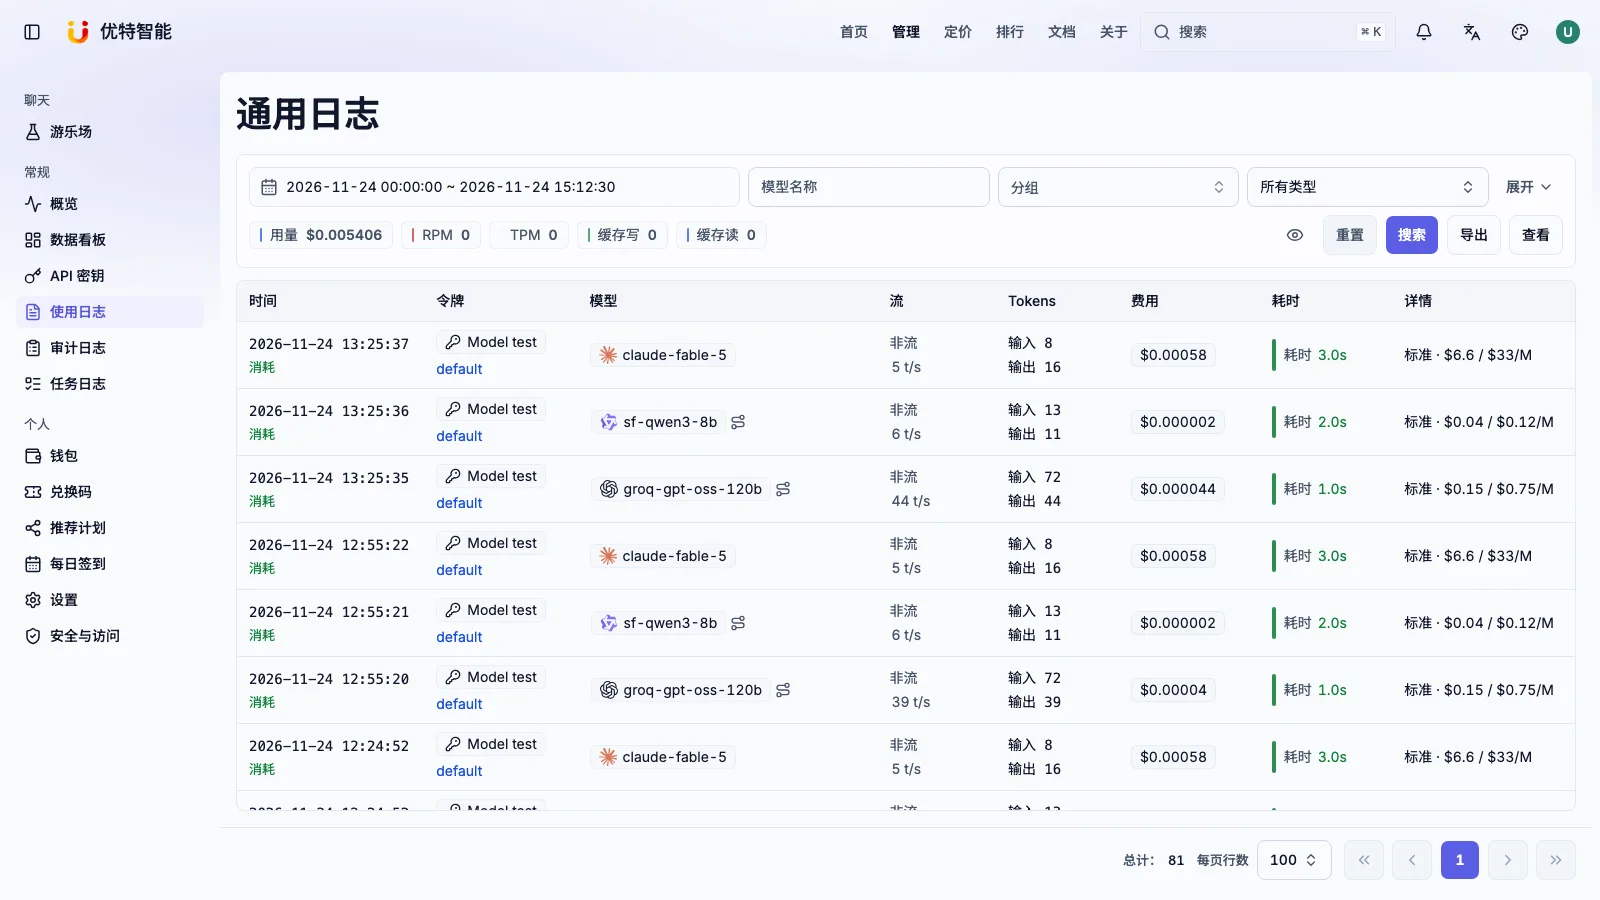 优特智能
首页 管理 定价 排行 文档 关于 搜索 ⌘ K U
聊天
游乐场
常规
概览
数据看板
API 密钥
使用日志
审计日志
任务日志
个人
钱包
兑换码
推荐计划
每日签到
设置
安全与访问
通用日志
2026-11-24 00:00:00 ~ 2026-11-24 15:12:30 模型名称 分组 所有类型 展开
用量 $0.005406 RPM 0 TPM 0 缓存写 0 缓存读 0 重置 搜索 导出 查看
时间 令牌 模型 流 Tokens 费用 耗时 详情
2026-11-24 13:25:37 Model test claude-fable-5 非流 输入 8 $0.00058 耗时 3.0s 标准 · $6.6 / $33/M
消耗 default 5 t/s 输出 16
2026-11-24 13:25:36 Model test sf-qwen3-8b 非流 输入 13 $0.000002 耗时 2.0s 标准 · $0.04 / $0.12/M
消耗 default 6 t/s 输出 11
2026-11-24 13:25:35 Model test groq-gpt-oss-120b 非流 输入 72 $0.000044 耗时 1.0s 标准 · $0.15 / $0.75/M
消耗 default 44 t/s 输出 44
2026-11-24 12:55:22 Model test claude-fable-5 非流 输入 8 $0.00058 耗时 3.0s 标准 · $6.6 / $33/M
消耗 default 5 t/s 输出 16
2026-11-24 12:55:21 Model test sf-qwen3-8b 非流 输入 13 $0.000002 耗时 2.0s 标准 · $0.04 / $0.12/M
消耗 default 6 t/s 输出 11
2026-11-24 12:55:20 Model test groq-gpt-oss-120b 非流 输入 72 $0.00004 耗时 1.0s 标准 · $0.15 / $0.75/M
消耗 default 39 t/s 输出 39
2026-11-24 12:24:52 Model test claude-fable-5 非流 输入 8 $0.00058 耗时 3.0s 标准 · $6.6 / $33/M
消耗 default 5 t/s 输出 16
总计： 81 每页行数 100 1